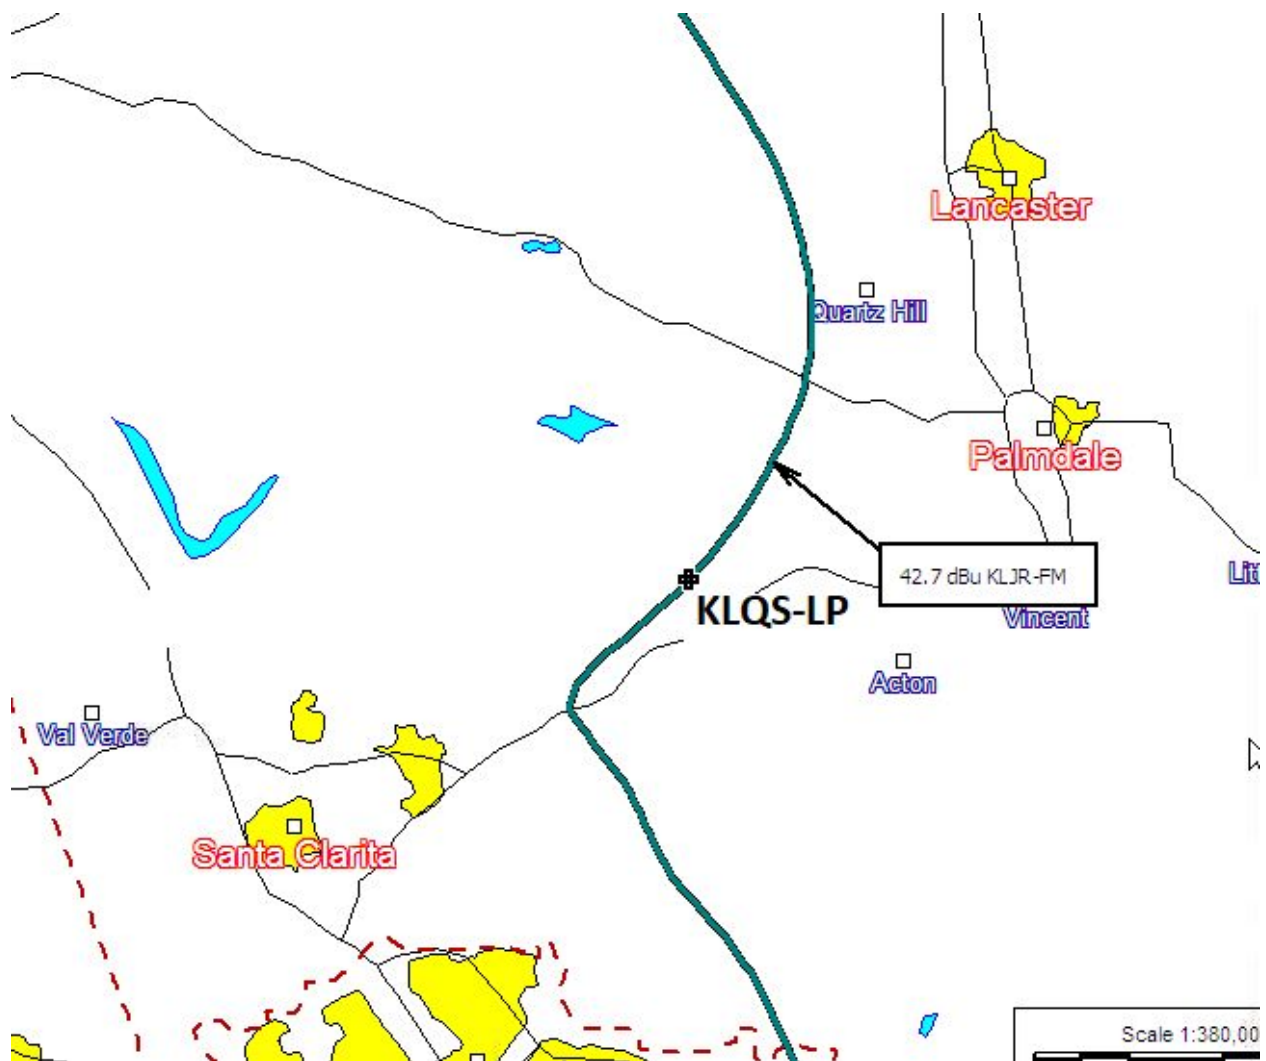 Lancaster
Quartz Hill
Palmdale
42.7 dBu KLJR-FM
Lit
KLQS-LP
Vincent
Acton
Val Verde
Santa Clarita
Scale 1:380,00